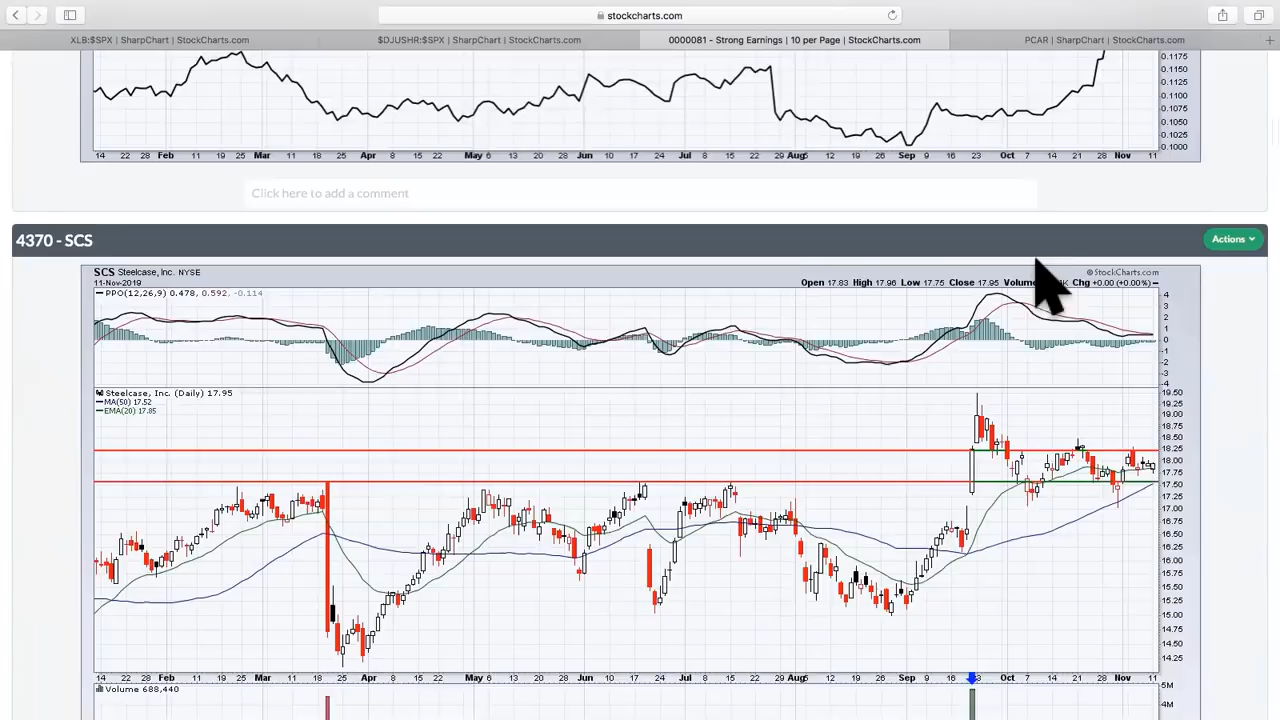 stockcharts.com
XLB:$SPX | SharpChart | StockCharts.com
$DJUSHR:$SPX | SharpChart | StockCharts.com
0000081 - Strong Earnings | 10 per Page | StockCharts.com
PCAR | SharpChart | StockCharts.com
0.1175
0.1150
0.1125
0.1100
0.1075
0.1050
0.1025
0.1000
14 22 28 Feb 11 19 25 Mar 11 18 25 Apr 8 15 22 May 6 13 20 Jun 10 17 24 Jul 8 15 22 Aug 12 19 26 Sep 9 16 23 Oct 7 14 21 28 Nov 11
Click here to add a comment
4370 - SCS
Actions
SCS Steelcase, Inc. NYSE
© StockCharts.com
11-Nov-2019
Open 17.83 High 17.96 Low 17.75 Close 17.95 Volume Chg +0.00 (+0.00%)
PPO(12,26,9) 0.478, 0.592, -0.114
4
3
2
1
0
-1
-2
-3
-4
Steelcase, Inc. (Daily) 17.95
MA(50) 17.52
EMA(20) 17.85
19.50
19.25
19.00
18.75
18.50
18.25
18.00
17.75
17.50
17.25
17.00
16.75
16.50
16.25
16.00
15.75
15.50
15.25
15.00
14.75
14.50
14.25
14 22 28 Feb 11 19 25 Mar 11 18 25 Apr 8 15 22 May 6 13 20 Jun 10 17 24 Jul 8 15 22 Aug 12 19 26 Sep 9 16 Oct 7 14 21 28 Nov 11
Volume 688,440
5M
4M